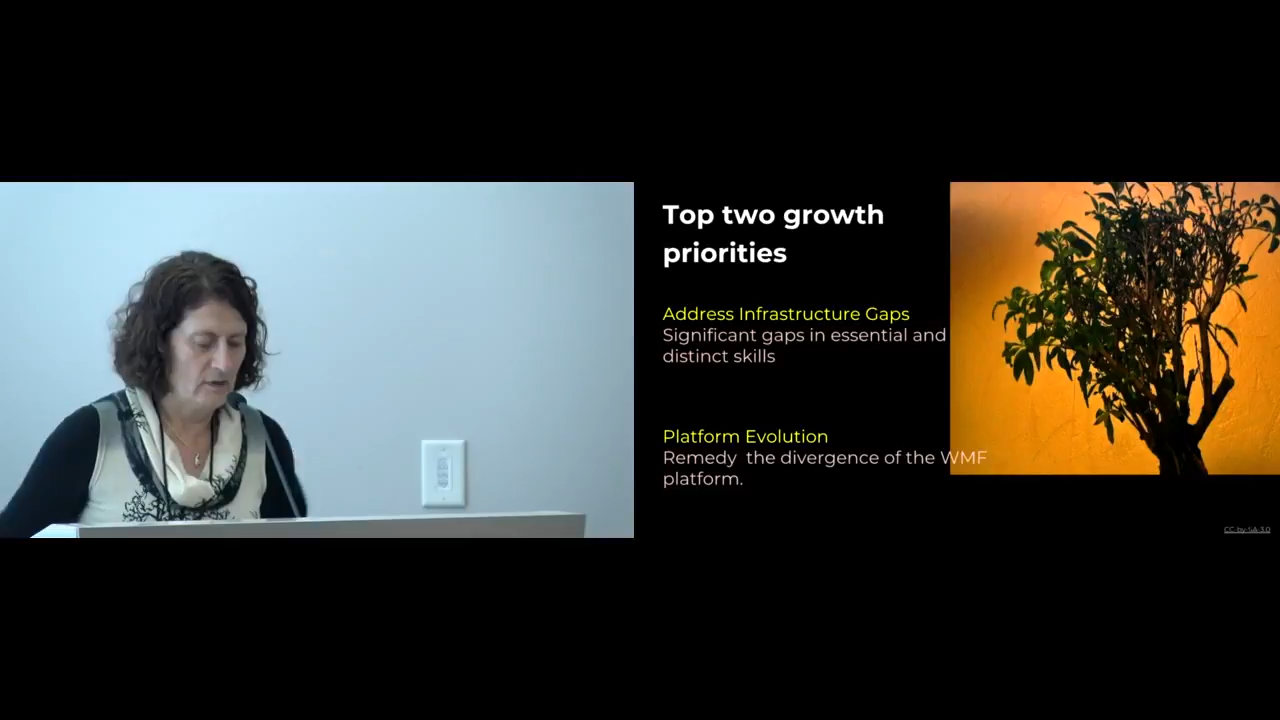 Top two growth
priorities
Address Infrastructure Gaps
Significant gaps in essential and
distinct skills
Platform Evolution
Remedy  the divergence of the WMF
platform.
CC-by-SA-3.0